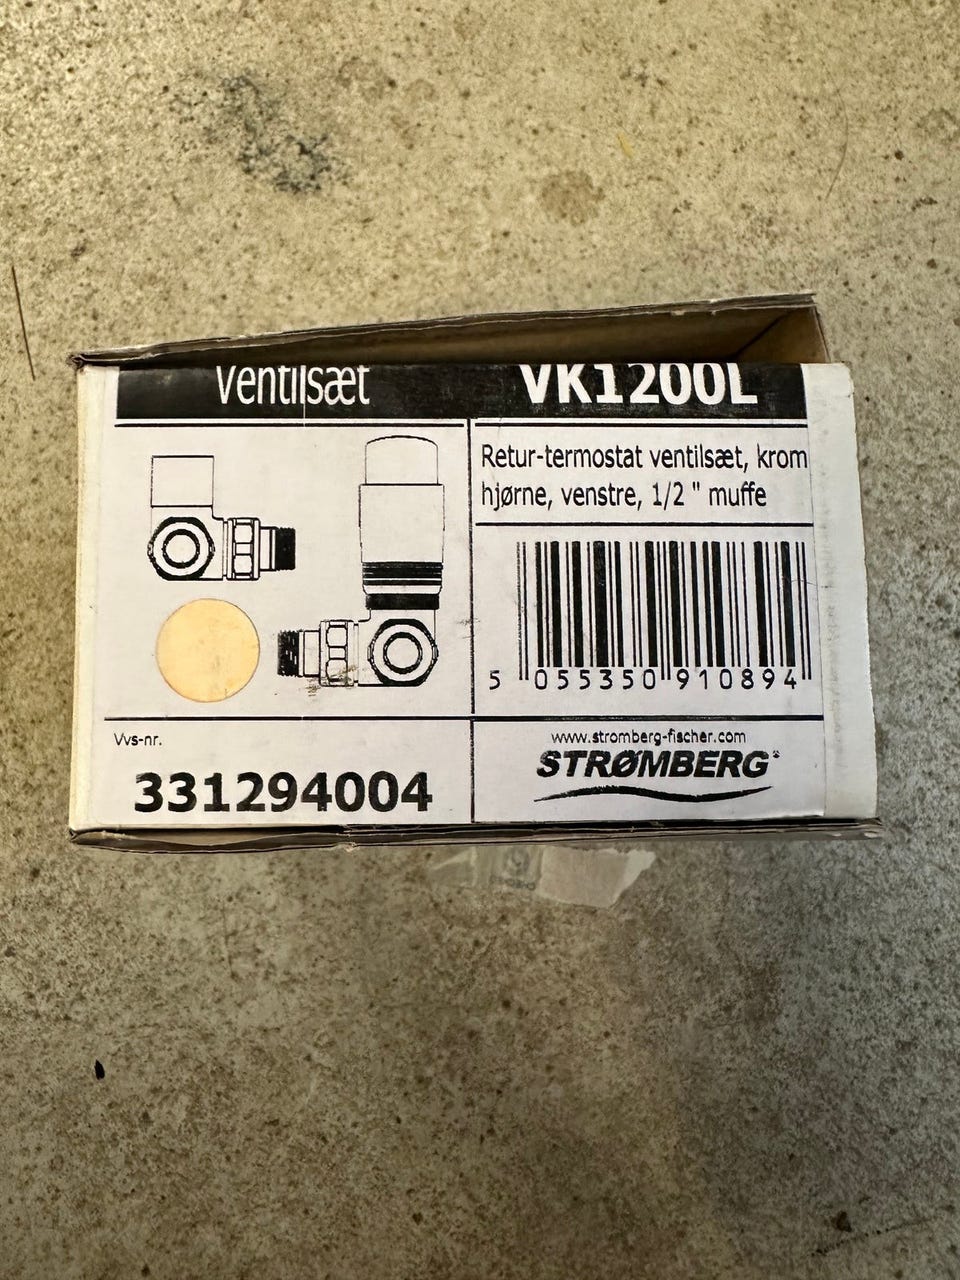 Ventilsæt
VK1200L
Retur-termostat ventilsæt, krom
hjørne, venstre, 1/2 " muffe
5 055350 910894
Vvs-nr.
331294004
www.stromberg-fischer.com
STRØMBERG